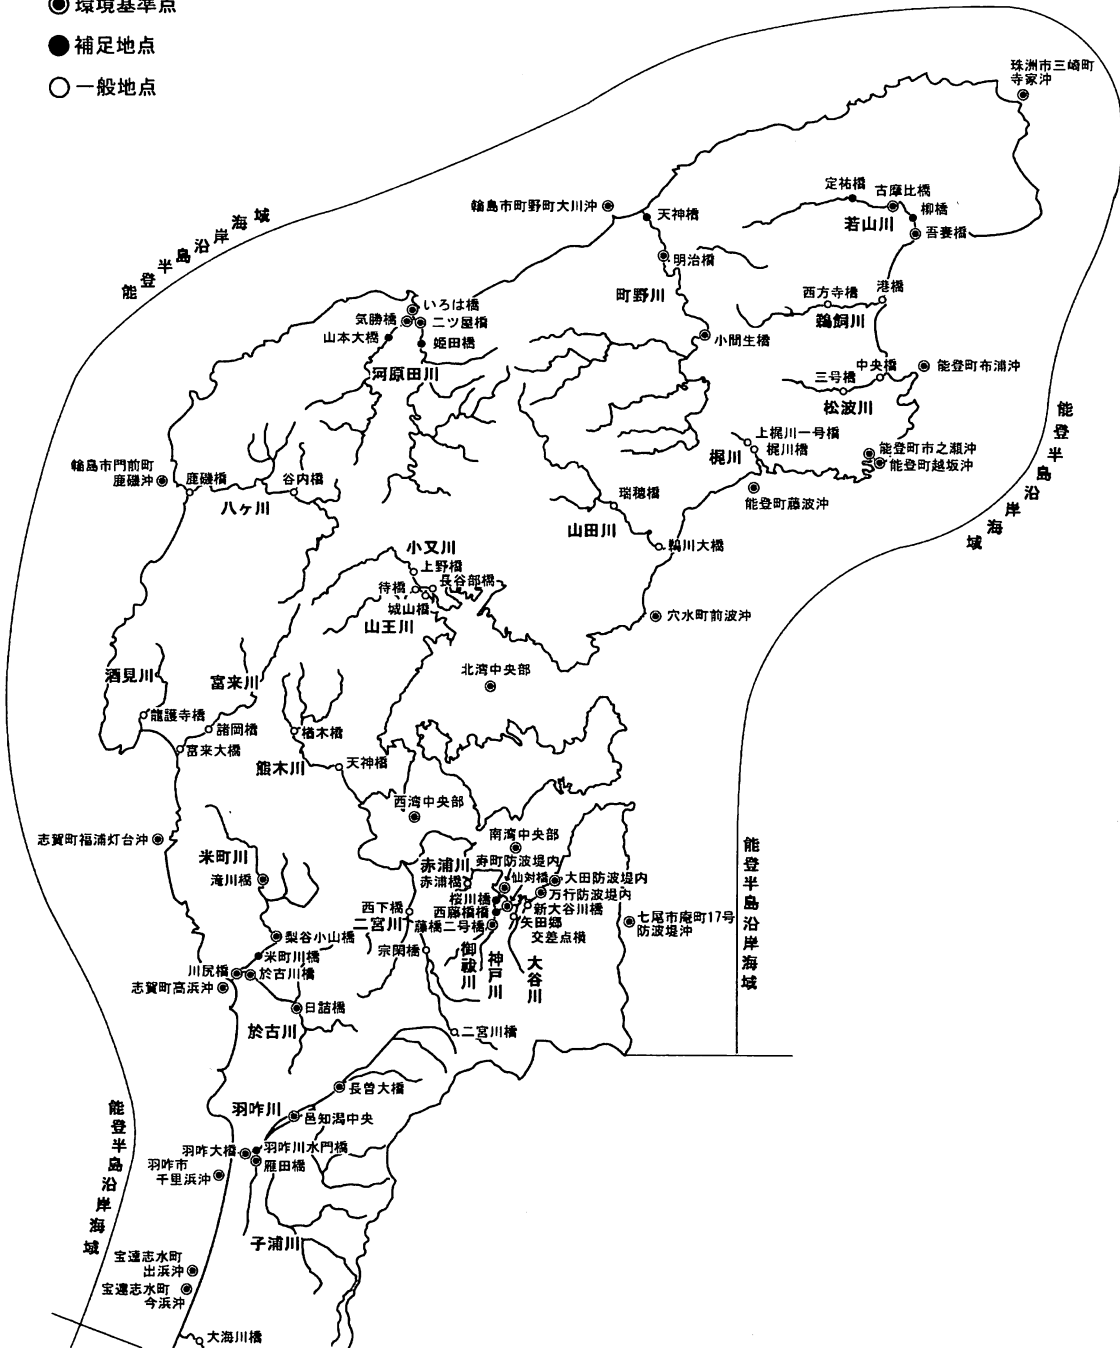 環境基準点
補足地点
一般地点
珠洲市三崎町
寺家沖
能登半島沿岸海域
輪島市町野町大川沖
天神橋
明治橋
町野川
小間生橋
定祐橋
古摩比橋
柳橋
若山川
吾妻橋
西方寺橋
港橋
鵜飼川
中央橋
三号橋
松波川
能登町布浦沖
いろは橋
気勝橋
二ツ屋橋
山本大橋
姫田橋
河原田川
上梶川一号橋
梶川橋
梶川
能登町市之瀬沖
能登町越坂沖
能登町藤波沖
能登半島沿岸海域
輪島市門前町
鹿磯沖
鹿磯橋
谷内橋
八ケ川
瑞穂橋
山田川
鵜川大橋
小又川
上野橋
待橋
長谷部橋
城山橋
山王川
穴水町前波沖
北湾中央部
酒見川
富来川
龍護寺橋
諸岡橋
富来大橋
楢木橋
熊木川
天神橋
西湾中央部
志賀町福浦灯台沖
南湾中央部
米町川
滝川橋
赤浦川
赤浦橋
寿町防波堤内
仙対橋
大田防波堤内
万行防波堤内
桜川橋
西藤橋橋
新大谷川橋
藤橋二号橋
矢田郷
交差点横
七尾市庵町17号
防波堤沖
西下橋
二宮川
宗閑橋
御祓川
神戸川
大谷川
能登半島沿岸海域
梨谷小山橋
米町川橋
川尻橋
於古川橋
志賀町高浜沖
日詰橋
於古川
二宮川橋
長曽大橋
羽咋川
邑知潟中央
羽咋川水門橋
羽咋大橋
雁田橋
羽咋市
千里浜沖
能登半島沿岸海域
子浦川
宝達志水町
出浜沖
宝達志水町
今浜沖
大海川橋